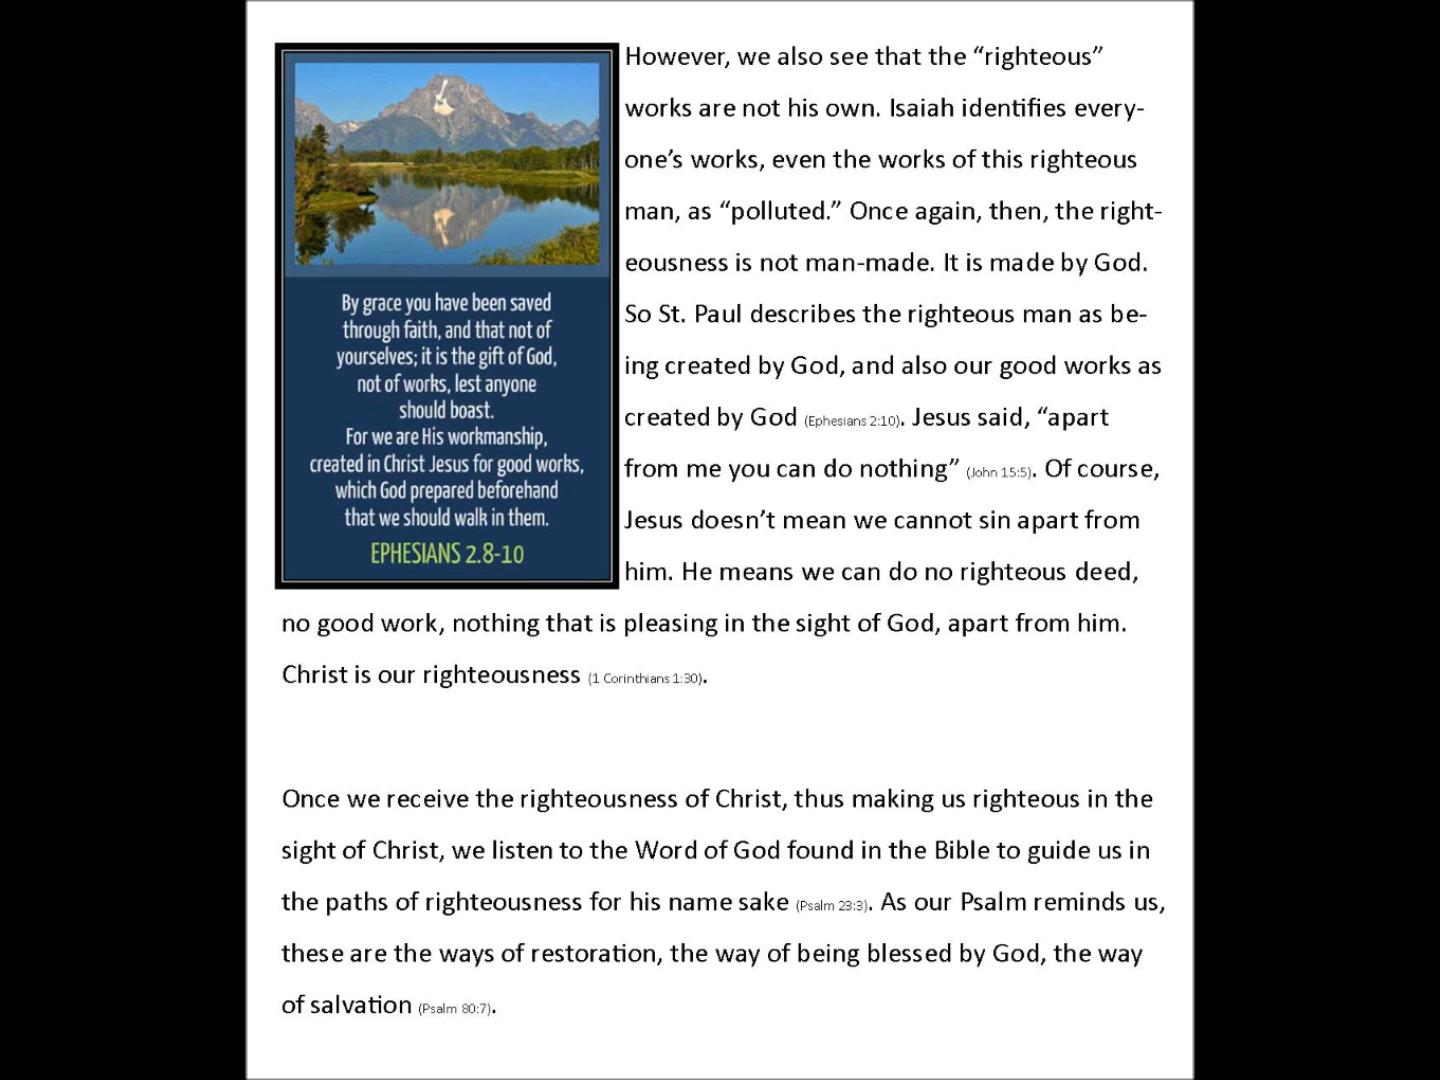 However, we also see that the “righteous”
works are not his own. Isaiah identifies every-
one’s works, even the works of this righteous
man, as “polluted.” Once again, then, the right-
eousness is not man-made. It is made by God.
So St. Paul describes the righteous man as be-
ing created by God, and also our good works as
created by God (Ephesians 2:10). Jesus said, “apart
from me you can do nothing” (John 15:5). Of course,
Jesus doesn’t mean we cannot sin apart from
him. He means we can do no righteous deed,
no good work, nothing that is pleasing in the sight of God, apart from him.
Christ is our righteousness (1 Corinthians 1:30).
By grace you have been saved
through faith, and that not of
yourselves; it is the gift of God,
not of works, lest anyone
should boast.
For we are His workmanship,
created in Christ Jesus for good works,
which God prepared beforehand
that we should walk in them.
EPHESIANS 2.8-10
Once we receive the righteousness of Christ, thus making us righteous in the
sight of Christ, we listen to the Word of God found in the Bible to guide us in
the paths of righteousness for his name sake (Psalm 23:3). As our Psalm reminds us,
these are the ways of restoration, the way of being blessed by God, the way
of salvation (Psalm 80:7).